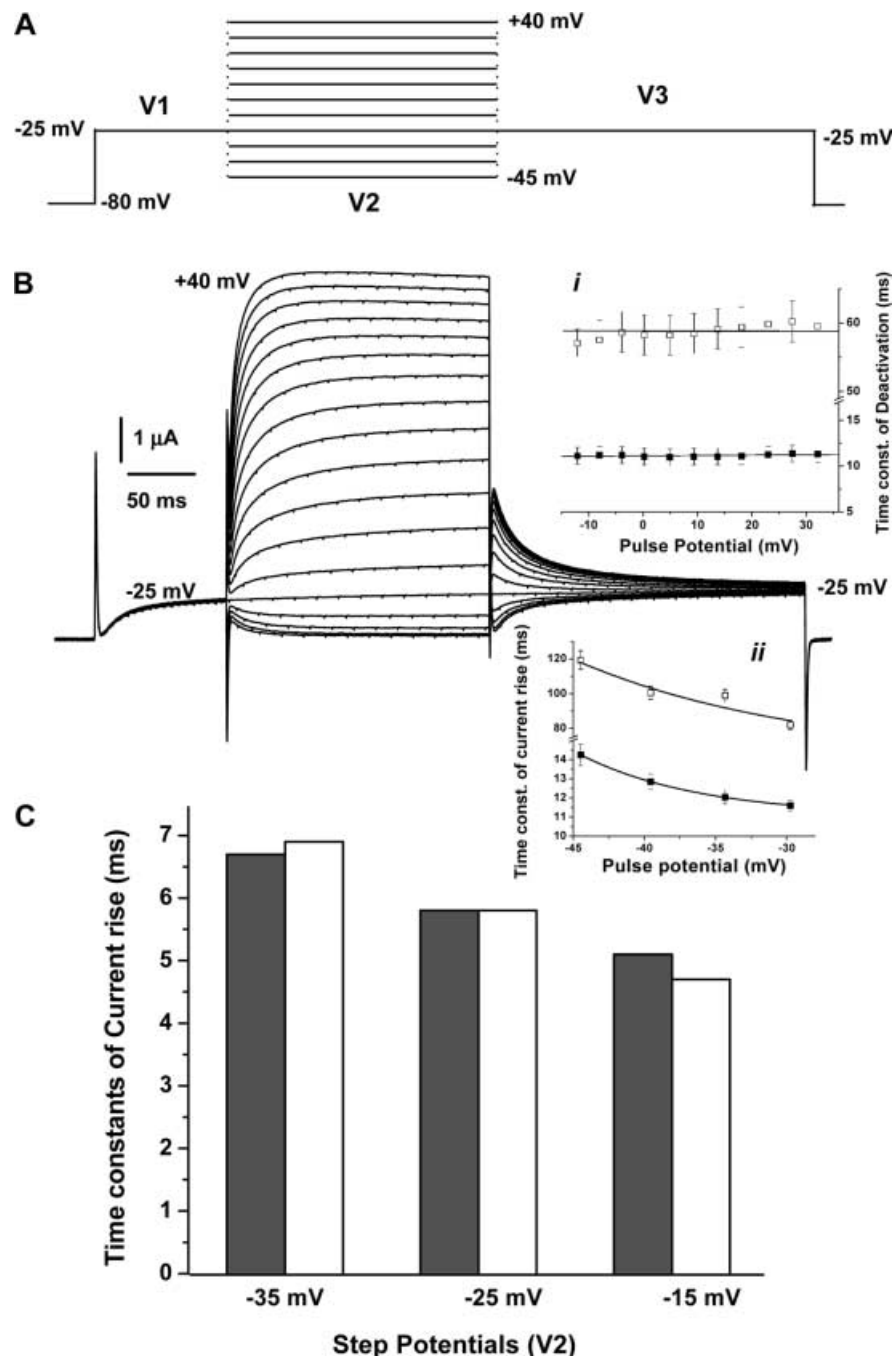 A
+40 mV
V1
V3
-25 mV
-25 mV
-80 mV
V2
-45 mV
B
+40 mV
1 µA
50 ms
-25 mV
-25 mV
i
60
50
15
10
5
-10 0 10 20 30
Pulse Potential (mV)
Time const. of Deactivation (ms)
ii
120
100
80
14
13
12
11
10
-45 -40 -35 -30
Pulse potential (mV)
Time const. of current rise (ms)
C
7
6
5
4
3
2
1
0
Time constants of Current rise (ms)
-35 mV -25 mV -15 mV
Step Potentials (V2)